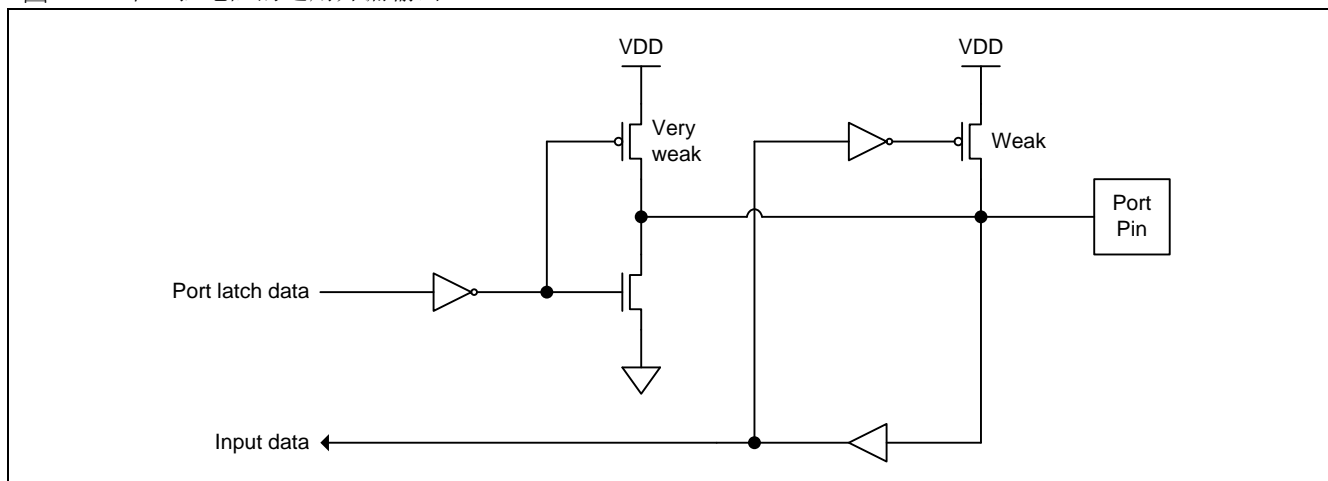 VDD
VDD
Very
weak
Weak
Port
Pin
Port latch data
Input data